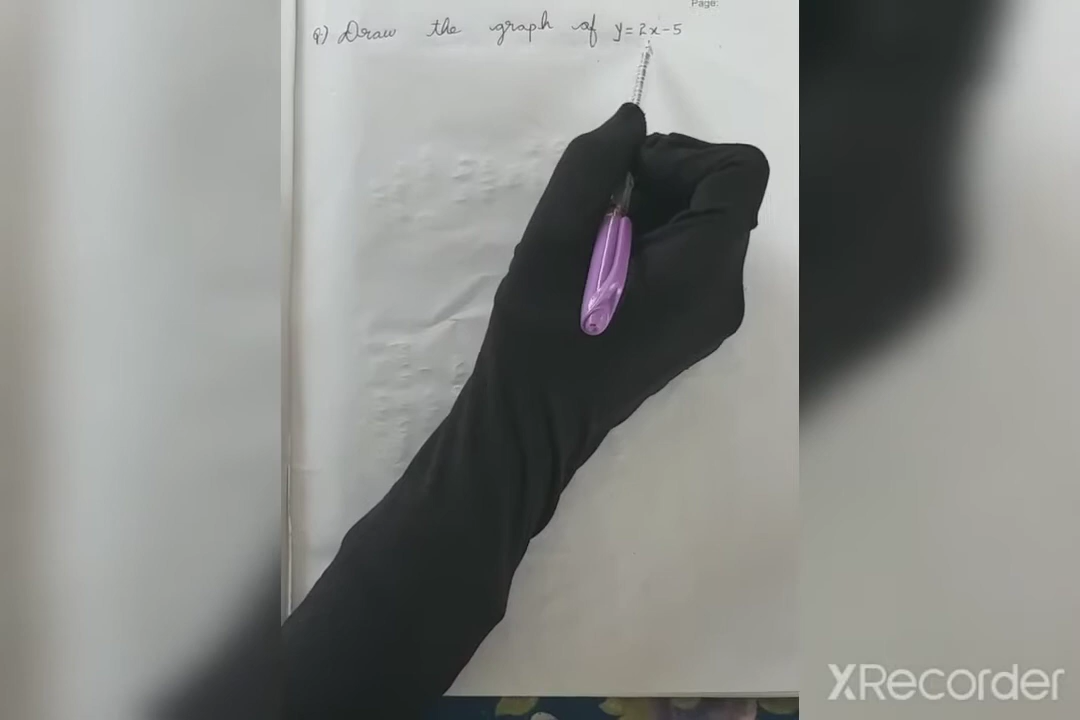 Page:
Q) Draw the graph of y=2x-5
XRecorder